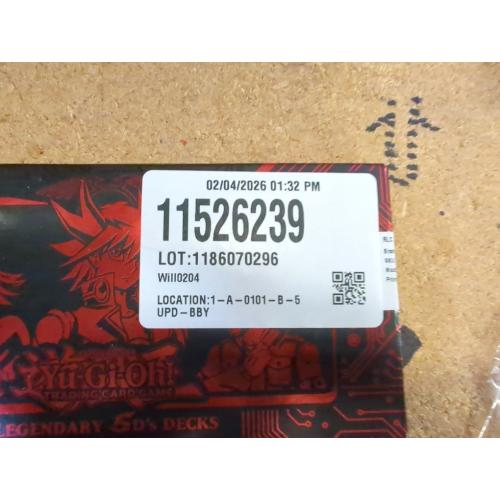 02/04/2026 01:32 PM
11526239
LOT:1186070296
Will0204
LOCATION:1-A-0101-B-5
UPD-BBY
Yu-Gi-Oh!
TRADING CARD GAME
LEGENDARY 5D's DECKS